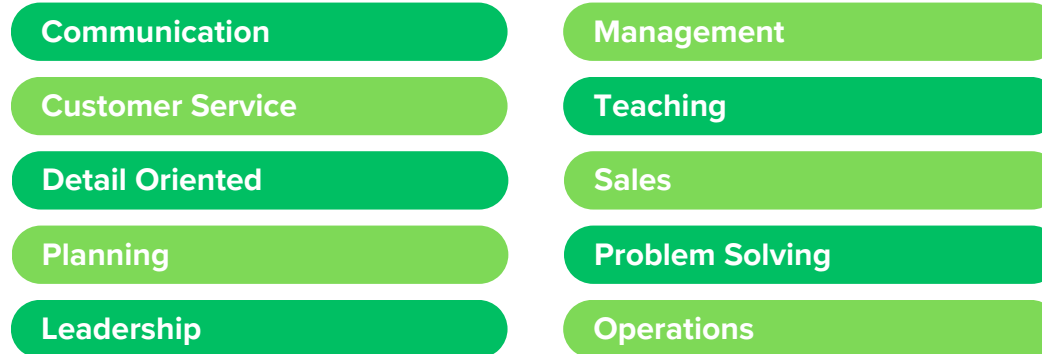 Communication
Customer Service
Detail Oriented
Planning
Leadership
Management
Teaching
Sales
Problem Solving
Operations